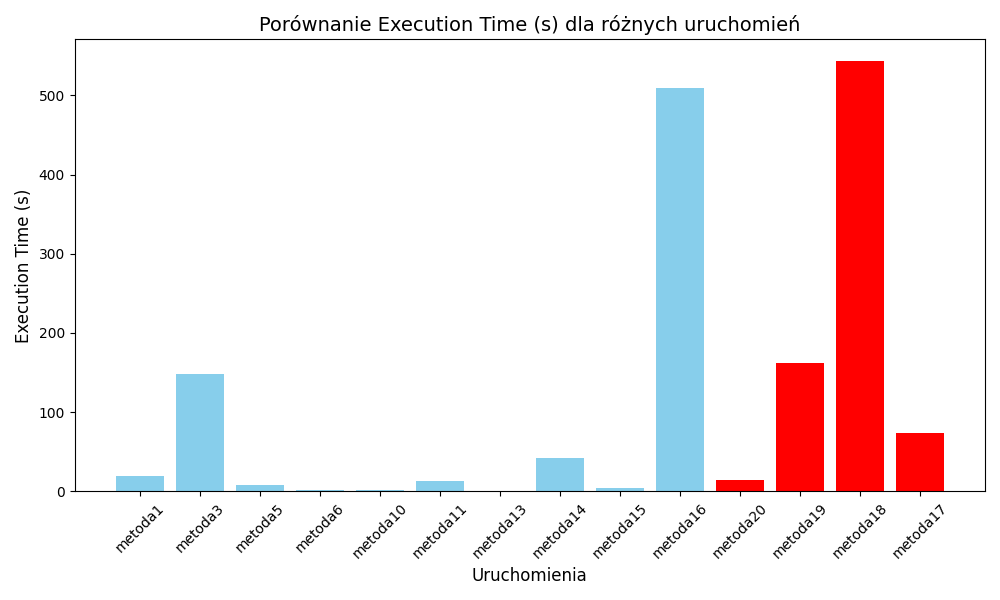 Porównanie Execution Time (s) dla różnych uruchomień
Execution Time (s)
500
400
300
200
100
0
metoda1
metoda3
metoda5
metoda6
metoda10
metoda11
metoda13
metoda14
metoda15
metoda16
metoda20
metoda19
metoda18
metoda17
Uruchomienia